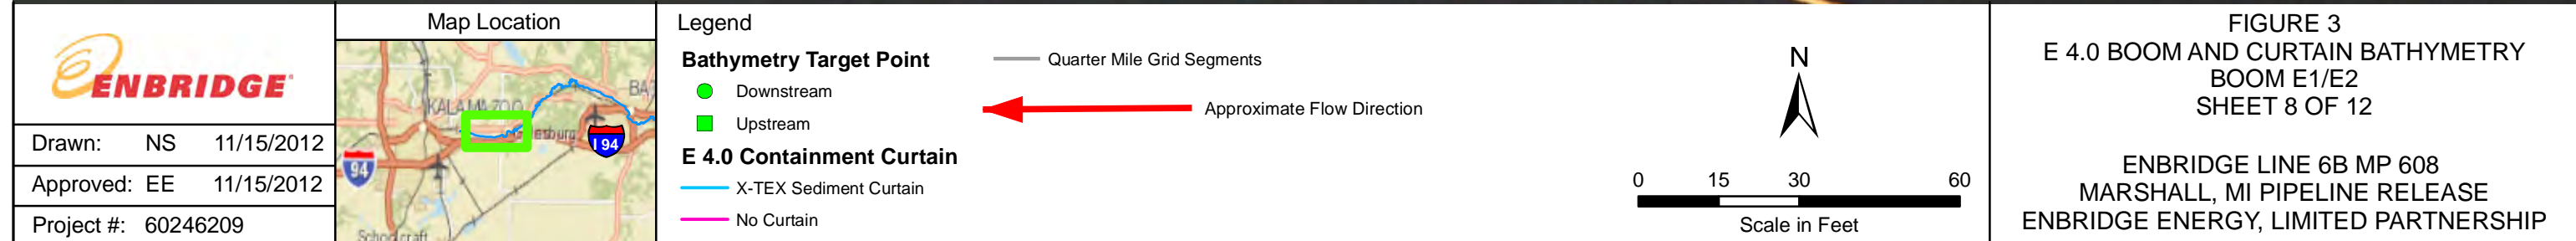 ENBRIDGE
Drawn: NS 11/15/2012
Approved: EE 11/15/2012
Project #: 60246209
Map Location
KALAMAZOO
BA
esburg
I 94
94
Schoolcraft
Legend
Bathymetry Target Point
Downstream
Upstream
E 4.0 Containment Curtain
X-TEX Sediment Curtain
No Curtain
Quarter Mile Grid Segments
Approximate Flow Direction
N
0 15 30 60
Scale in Feet
FIGURE 3
E 4.0 BOOM AND CURTAIN BATHYMETRY
BOOM E1/E2
SHEET 8 OF 12
ENBRIDGE LINE 6B MP 608
MARSHALL, MI PIPELINE RELEASE
ENBRIDGE ENERGY, LIMITED PARTNERSHIP